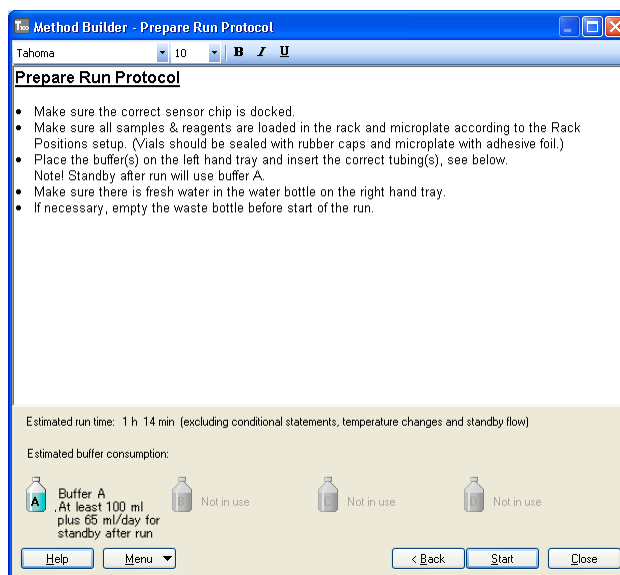 T100 Method Builder - Prepare Run Protocol
Tahoma 10 B I U
Prepare Run Protocol
• Make sure the correct sensor chip is docked.
• Make sure all samples & reagents are loaded in the rack and microplate according to the Rack
Positions setup. (Vials should be sealed with rubber caps and microplate with adhesive foil.)
• Place the buffer(s) on the left hand tray and insert the correct tubing(s), see below.
Note! Standby after run will use buffer A.
• Make sure there is fresh water in the water bottle on the right hand tray.
• If necessary, empty the waste bottle before start of the run.
Estimated run time: 1 h 14 min (excluding conditional statements, temperature changes and standby flow)
Estimated buffer consumption:
A
Buffer A
.At least 100 ml
plus 65 ml/day for
standby after run
B Not in use
C Not in use
D Not in use
Help Menu < Back Start Close